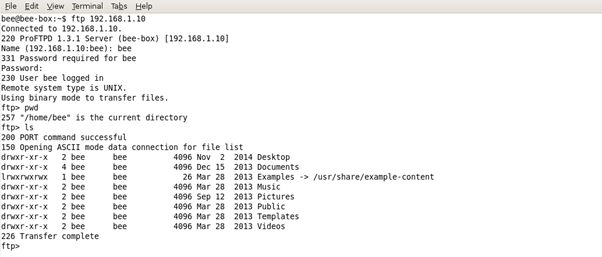 File Edit View Terminal Tabs Help
bee@bee-box:~$ ftp 192.168.1.10
Connected to 192.168.1.10.
220 ProFTPD 1.3.1 Server (bee-box) [192.168.1.10]
Name (192.168.1.10:bee): bee
331 Password required for bee
Password:
230 User bee logged in
Remote system type is UNIX.
Using binary mode to transfer files.
ftp> pwd
257 "/home/bee" is the current directory
ftp> ls
200 PORT command successful
150 Opening ASCII mode data connection for file list
drwxr-xr-x   2 bee      bee          4096 Nov  2  2014 Desktop
drwxr-xr-x   4 bee      bee          4096 Dec 15  2013 Documents
lrwxrwxrwx   1 bee      bee            26 Mar 28  2013 Examples -> /usr/share/example-content
drwxr-xr-x   2 bee      bee          4096 Mar 28  2013 Music
drwxr-xr-x   2 bee      bee          4096 Sep 12  2013 Pictures
drwxr-xr-x   2 bee      bee          4096 Mar 28  2013 Public
drwxr-xr-x   2 bee      bee          4096 Mar 28  2013 Templates
drwxr-xr-x   2 bee      bee          4096 Mar 28  2013 Videos
226 Transfer complete
ftp>